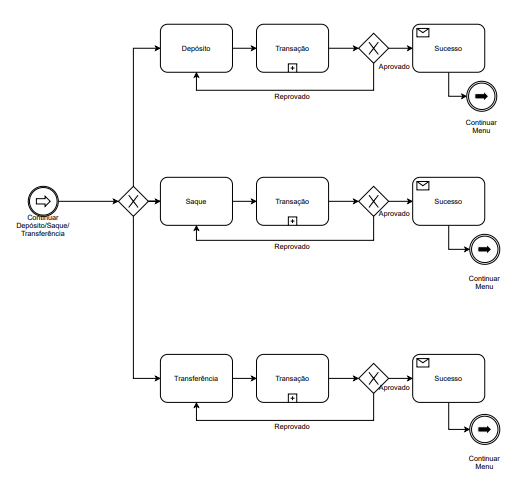 Depósito
Transação
Sucesso
Aprovado
Reprovado
Continuar
Menu
Saque
Transação
Sucesso
Aprovado
Continuar
Depósito/Saque/
Transferência
Reprovado
Continuar
Menu
Transferência
Transação
Sucesso
Aprovado
Reprovado
Continuar
Menu